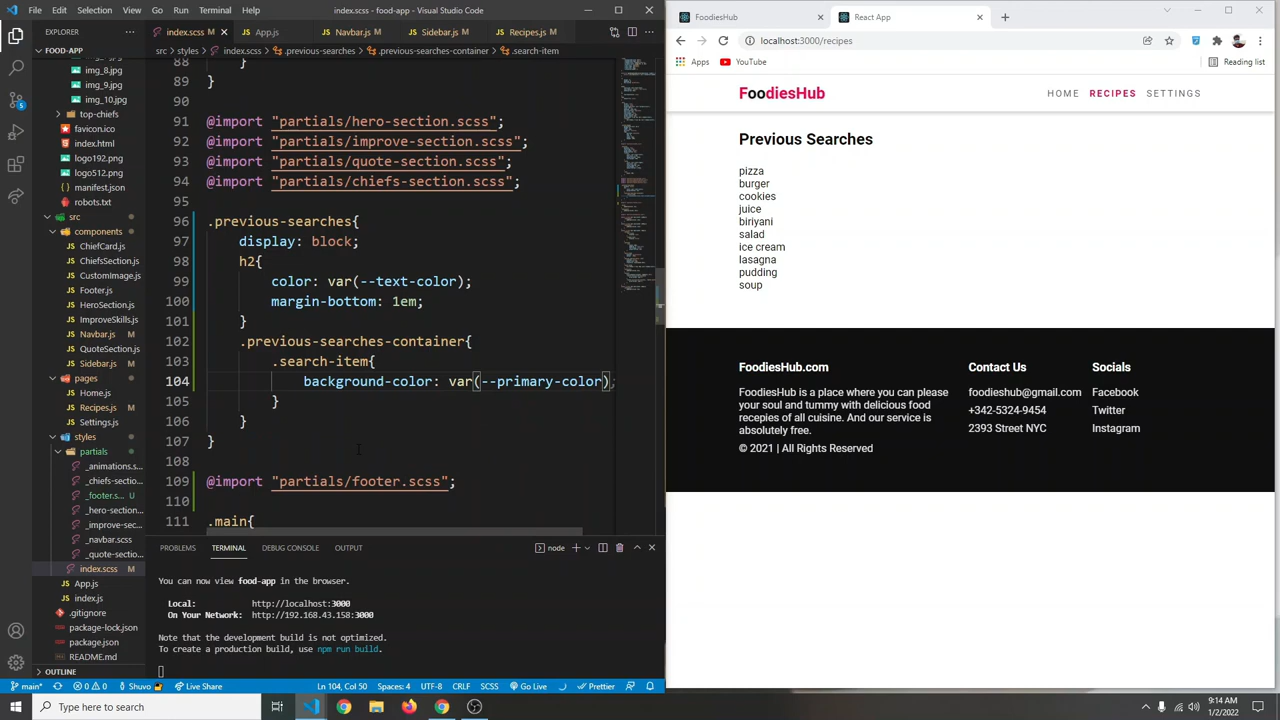 File Edit Selection View Go Run Terminal Help index.scss - food-app - Visual Studio Code
EXPLORER
FOOD-APP
img_8.jpg
img_9.jpg
img_10.jpg
top-chiefs
favicon.ico
index.html
logo192.png
logo512.png
manifest.json
robots.txt
src
components
ChiefCard.js
ChiefsSection.js
CustomImage.js
Footer.js
HeroSection.js
ImproveSkills.js
Navbar.js M
QuoteSection.js
Sidebar.js M
pages
Home.js
Recipes.js M
Settings.js
styles
partials
_animations.s...
_chiefs-sectio...
_footer.s... U
_hero-section...
_improve-sec...
_navbar.scss
_quote-sectio...
index.scss M
App.js
index.js
.gitignore
package-lock.json
package.json
README.md
OUTLINE
index.scss M App.js Navbar.js M Sidebar.js M Recipes.js M
src > styles > index.scss > .previous-searches > .previous-searches-container > .search-item
88 }
89 }
90
91 @import "partials/hero-section.scss";
92 @import "partials/improve-section.scss";
93 @import "partials/quote-section.scss";
94 @import "partials/chiefs-section.scss";
95
96 .previous-searches{
97 display: block;
98 h2{
99 color: var(--text-color);
100 margin-bottom: 1em;
101 }
102 .previous-searches-container{
103 .search-item{
104 background-color: var(--primary-color);
105 }
106 }
107 }
108
109 @import "partials/footer.scss";
110
111 .main{
PROBLEMS TERMINAL DEBUG CONSOLE OUTPUT node
You can now view food-app in the browser.
Local: http://localhost:3000
On Your Network: http://192.168.43.158:3000
Note that the development build is not optimized.
To create a production build, use npm run build.
5
main* 0 0 Shuvo Live Share Ln 104, Col 50 Spaces: 4 UTF-8 CRLF SCSS Go Live Prettier
FoodiesHub React App
localhost:3000/recipes
Apps YouTube Reading list
FoodiesHub HOME RECIPES SETTINGS
Previous Searches
pizza
burger
cookies
juice
biriyani
salad
ice cream
lasagna
pudding
soup
FoodiesHub.com
FoodiesHub is a place where you can please
your soul and tummy with delicious food
recepies of all cuisine. And our service is
absolutely free.
© 2021 | All Rights Reserved
Contact Us
foodieshub@gmail.com
+342-5324-9454
2393 Street NYC
Socials
Facebook
Twitter
Instagram
Type here to search
9:14 AM
1/2/2022